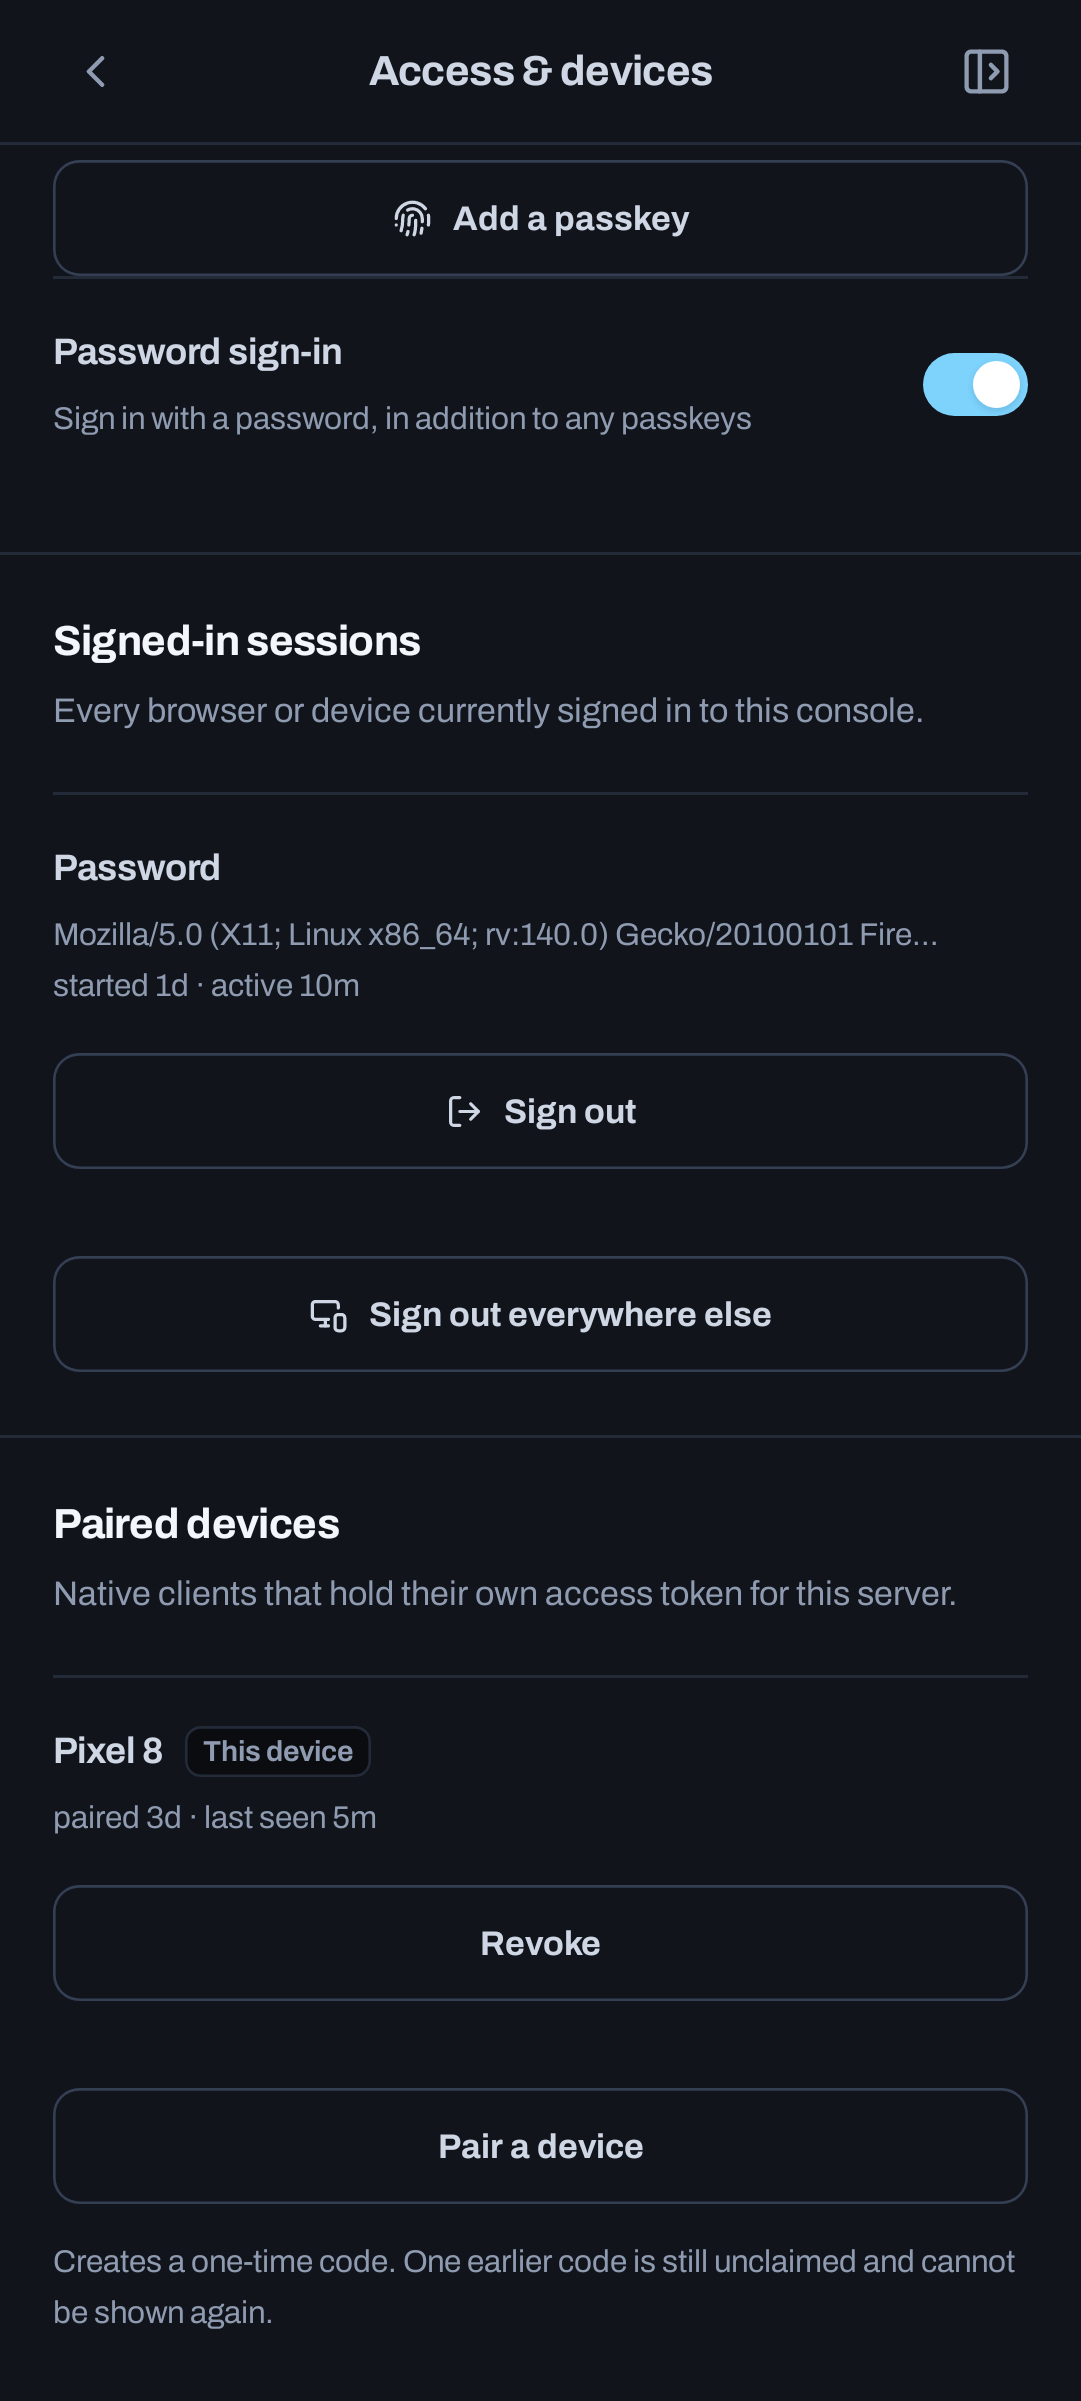 Access & devices
Add a passkey
Password sign-in
Sign in with a password, in addition to any passkeys
Signed-in sessions
Every browser or device currently signed in to this console.
Password
Mozilla/5.0 (X11; Linux x86_64; rv:140.0) Gecko/20100101 Fire...
started 1d · active 10m
Sign out
Sign out everywhere else
Paired devices
Native clients that hold their own access token for this server.
Pixel 8 This device
paired 3d · last seen 5m
Revoke
Pair a device
Creates a one-time code. One earlier code is still unclaimed and cannot
be shown again.